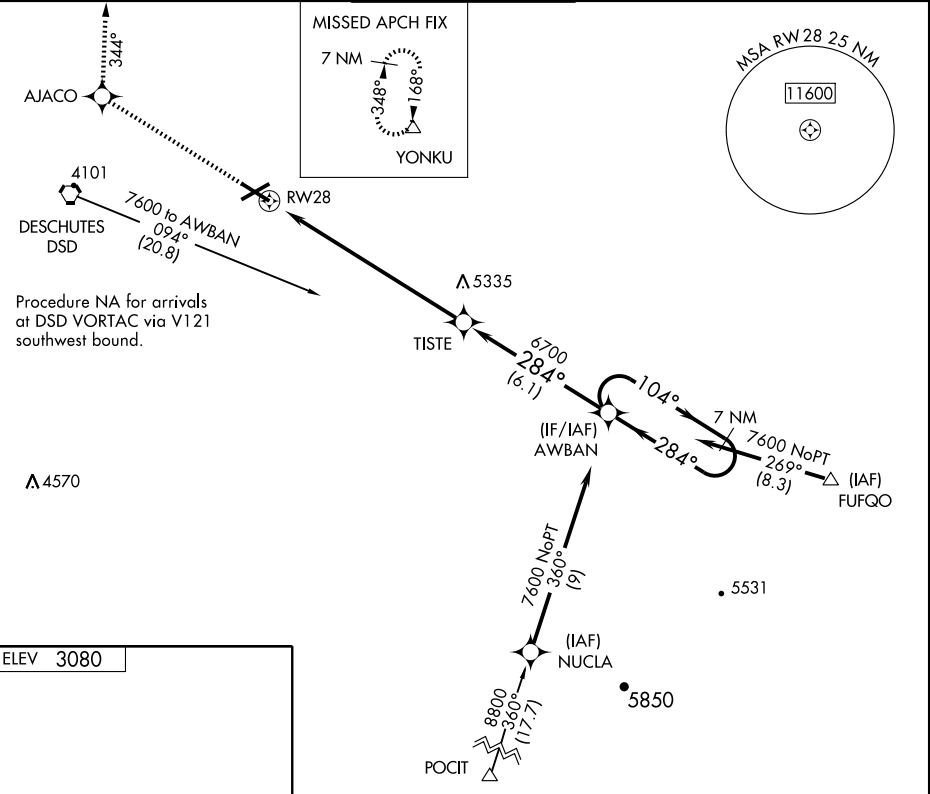 344°
AJACO
MISSED APCH FIX
7 NM
348°
168°
YONKU
MSA RW 28 25 NM
11600
4101
DESCHUTES
DSD
7600 to AWBAN
094°
(20.8)
RW28
Procedure NA for arrivals
at DSD VORTAC via V121
southwest bound.
5335
TISTE
6700
284°
(6.1)
104°
7 NM
(IF/IAF)
AWBAN
284°
7600 NoPT
269°
(8.3)
(IAF)
FUFQO
4570
7600 NoPT
360°
(9)
5531
(IAF)
NUCLA
5850
ELEV 3080
8800
360°
(17.7)
POCIT